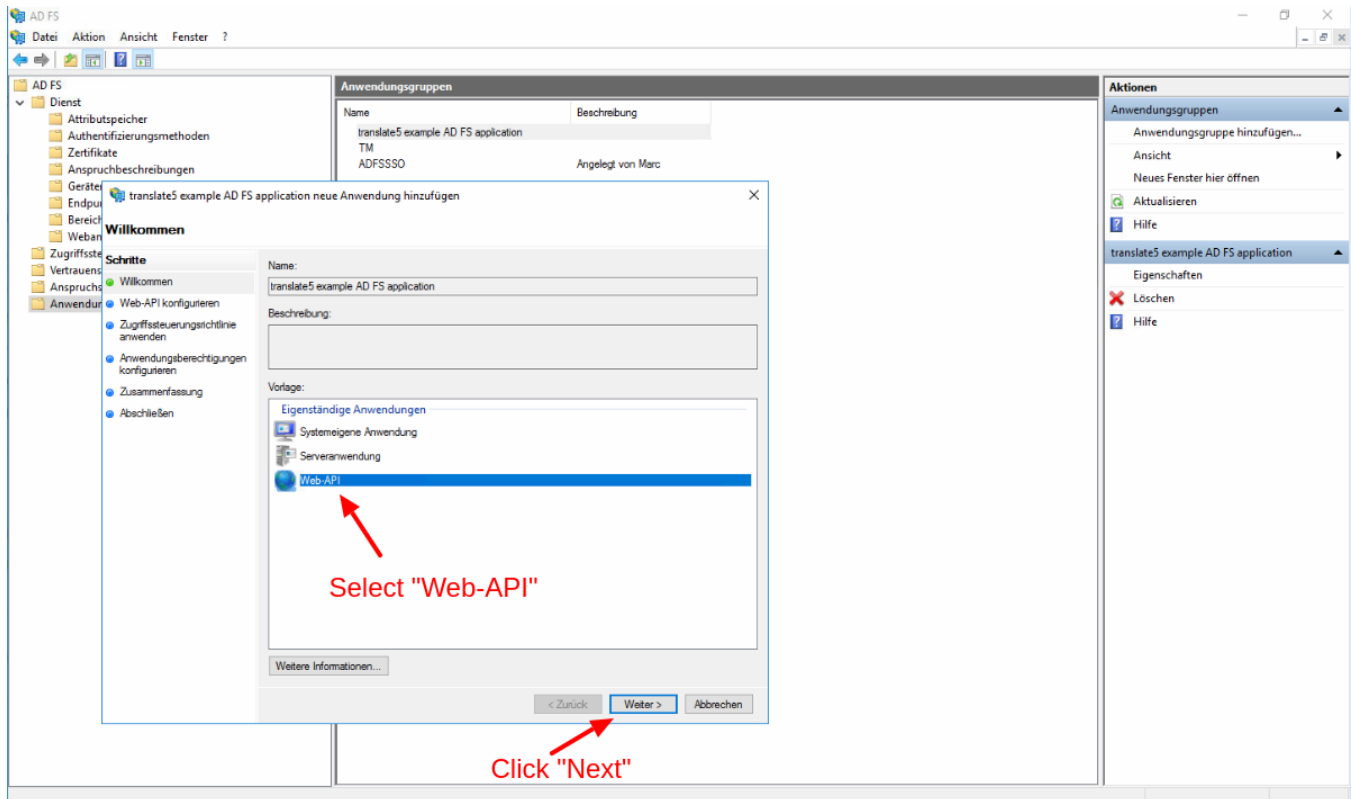 AD FS
Datei Aktion Ansicht Fenster ?
AD FS
Dienst
Attributspeicher
Authentifizierungsmethoden
Zertifikate
Anspruchbeschreibungen
Geräte
Endpu
Bereich
Weban
Zugriffsste
Vertrauens
Anspruchs
Anwendur
Anwendungsgruppen
Name Beschreibung
translate5 example AD FS application
TM
ADFSSSO Angelegt von Marc
translate5 example AD FS application neue Anwendung hinzufügen
Willkommen
Schritte
Willkommen
Web-API konfigurieren
Zugriffssteuerungsrichtlinie
anwenden
Anwendungsberechtigungen
konfigurieren
Zusammenfassung
Abschließen
Name:
translate5 example AD FS application
Beschreibung:
Vorlage:
Eigenständige Anwendungen
Systemeigene Anwendung
Serveranwendung
Web-API
Select "Web-API"
Weitere Informationen...
< Zurück Weiter > Abbrechen
Click "Next"
Aktionen
Anwendungsgruppen
Anwendungsgruppe hinzufügen...
Ansicht
Neues Fenster hier öffnen
Aktualisieren
Hilfe
translate5 example AD FS application
Eigenschaften
Löschen
Hilfe